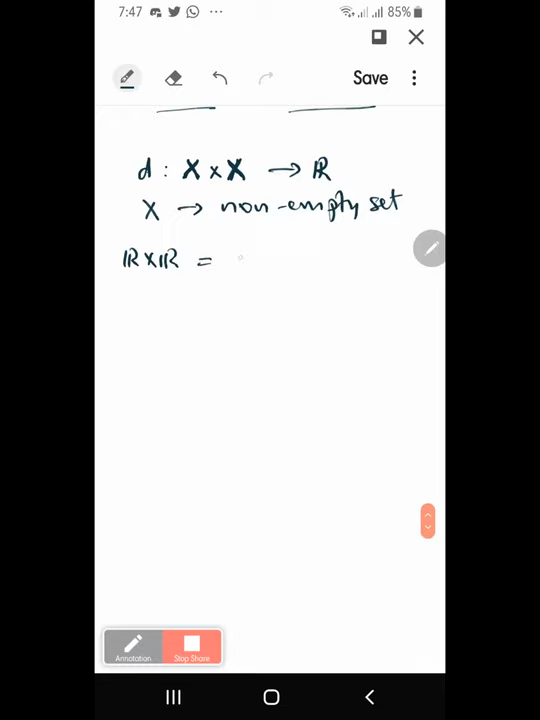 7:47 ... 85%
Save
d : X x X → ℝ
X → non-empty set
ℝ X ℝ =
Annotation
Stop Share